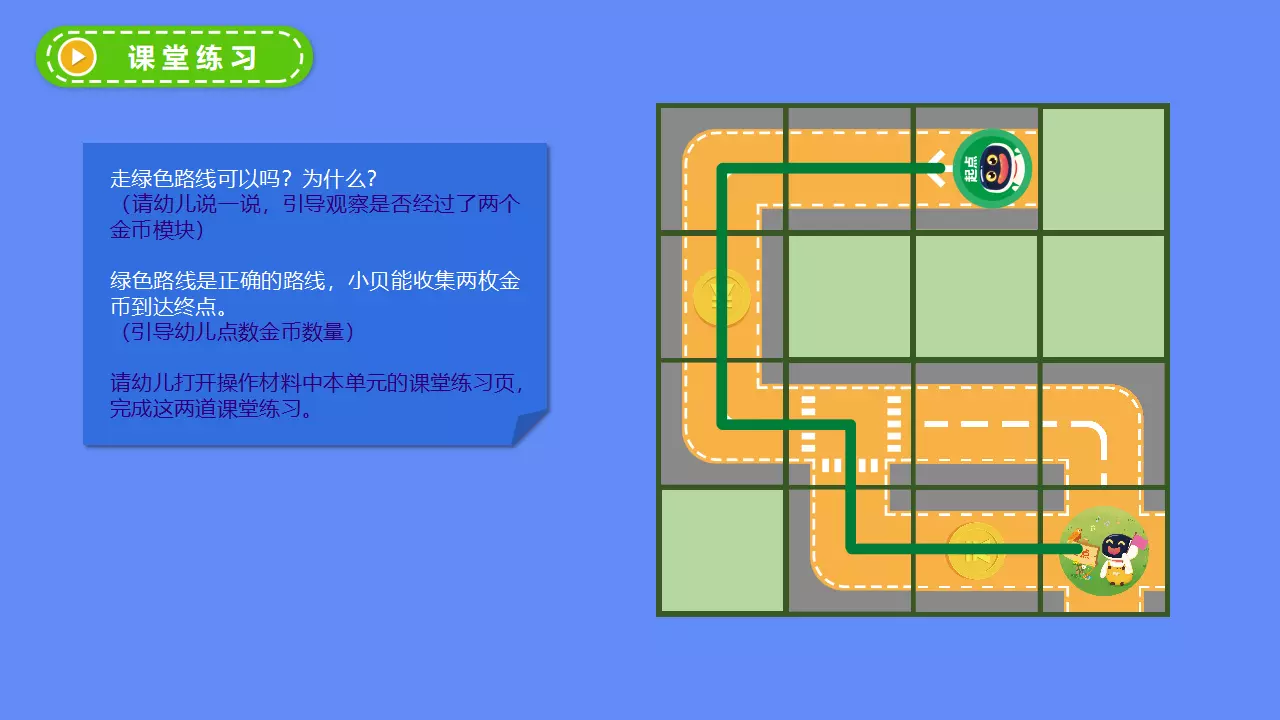 课堂练习
走绿色路线可以吗？为什么？
（请幼儿说一说，引导观察是否经过了两个
金币模块）
绿色路线是正确的路线，小贝能收集两枚金
币到达终点。
（引导幼儿点数金币数量）
请幼儿打开操作材料中本单元的课堂练习页，
完成这两道课堂练习。
起点